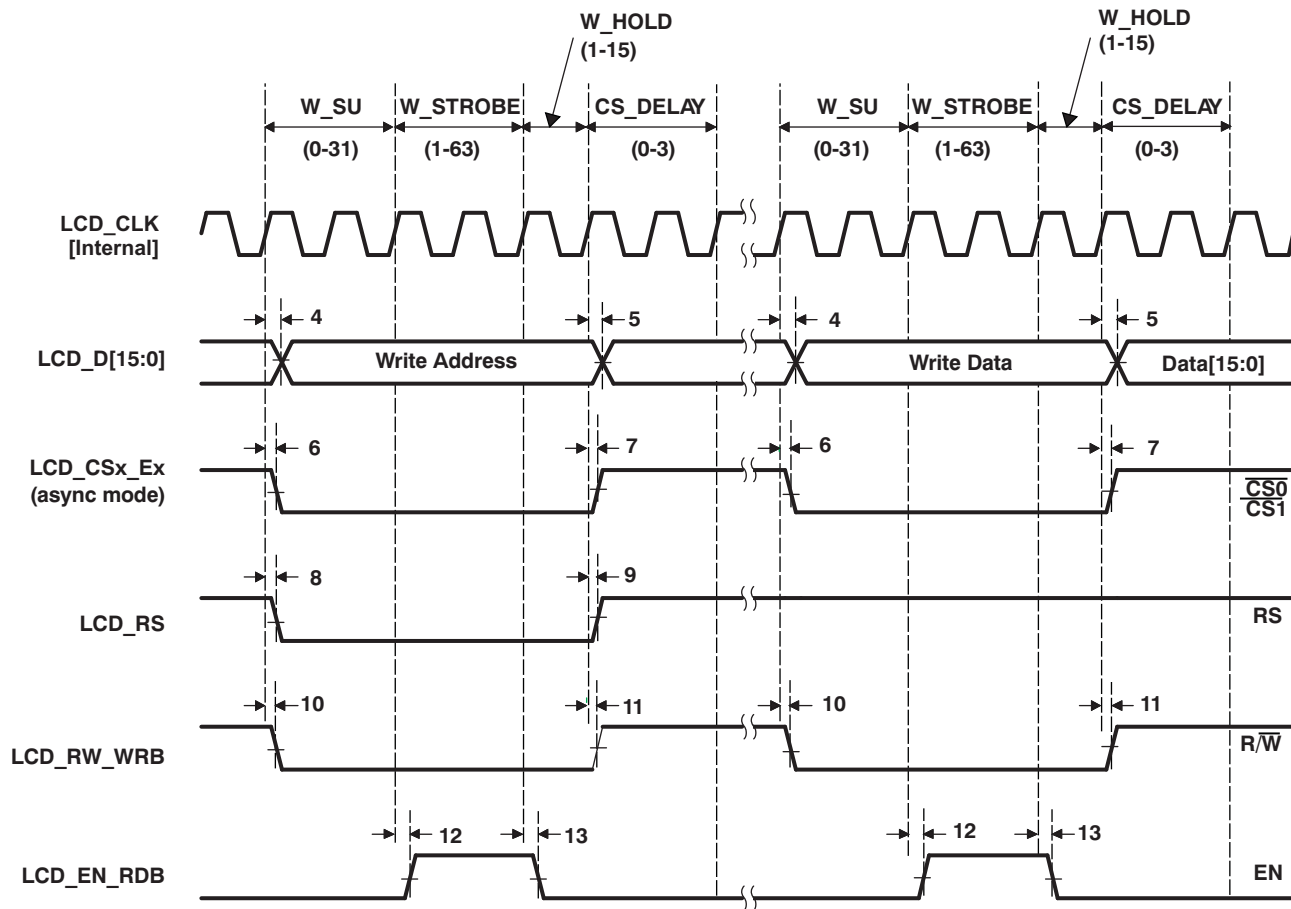 W_HOLD
(1-15)
W_HOLD
(1-15)
W_SU
W_STROBE
CS_DELAY
W_SU
W_STROBE
CS_DELAY
(0-31)
(1-63)
(0-3)
(0-31)
(1-63)
(0-3)
LCD_CLK
[Internal]
4
5
4
5
LCD_D[15:0]
Write Address
Write Data
Data[15:0]
6
7
6
7
LCD_CSx_Ex
(async mode)
CS0
CS1
8
9
LCD_RS
RS
10
11
10
11
LCD_RW_WRB
R/W
12
13
12
13
LCD_EN_RDB
EN